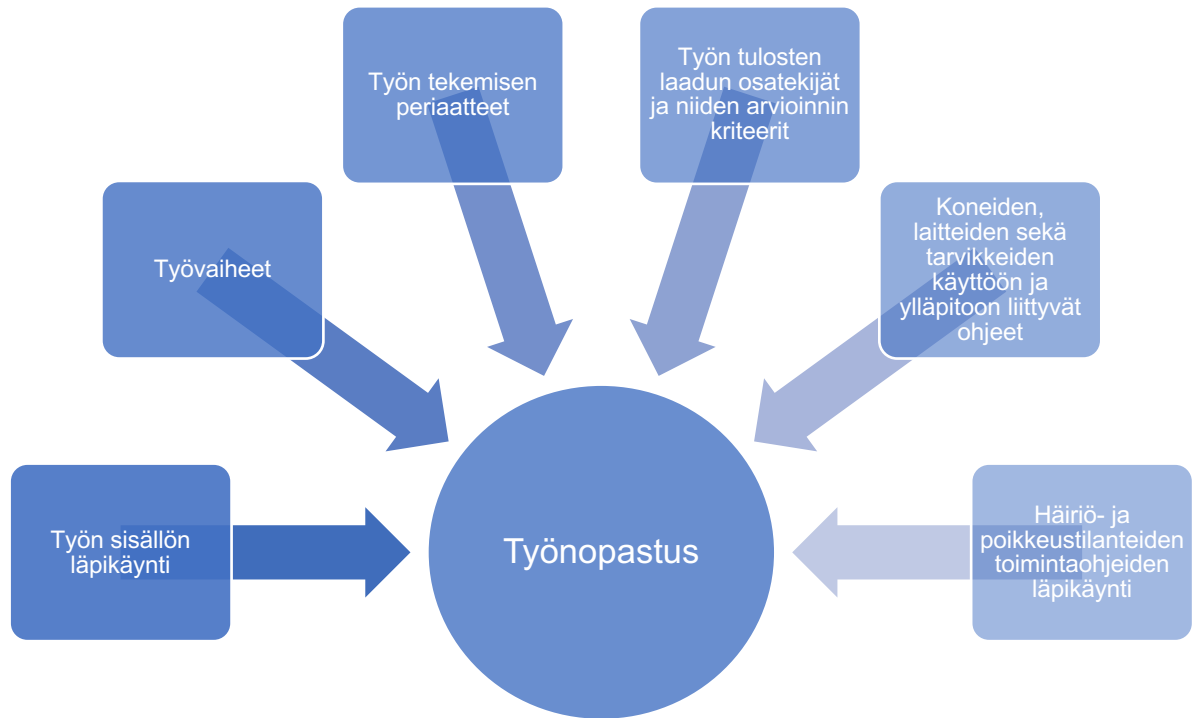 Työn tekemisen
periaatteet
Työn tulosten
laadun osatekijät
ja niiden arvioinnin
kriteerit
Työvaiheet
Koneiden,
laitteiden sekä
tarvikkeiden
käyttöön ja
ylläpitoon liittyvät
ohjeet
Työn sisällön
läpikäynti
Työnopastus
Häiriö- ja
poikkeustilanteiden
toimintaohjeiden
läpikäynti